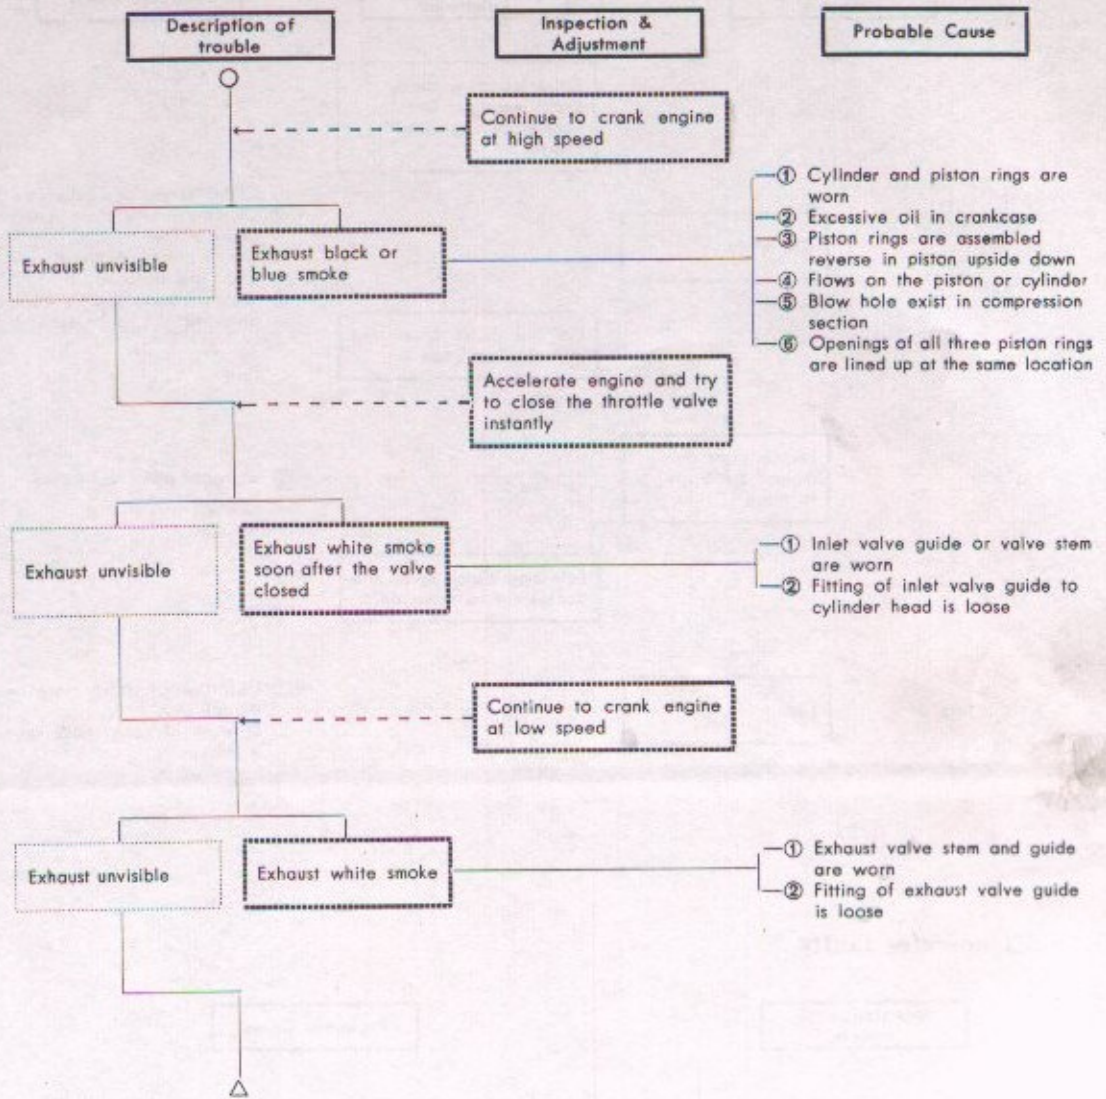 Description of
trouble
Inspection &
Adjustment
Probable Cause
Continue to crank engine
at high speed
Exhaust unvisible
Exhaust black or
blue smoke
① Cylinder and piston rings are
worn
② Excessive oil in crankcase
③ Piston rings are assembled
reverse in piston upside down
④ Flows on the piston or cylinder
⑤ Blow hole exist in compression
section
⑥ Openings of all three piston rings
are lined up at the same location
Accelerate engine and try
to close the throttle valve
instantly
Exhaust unvisible
Exhaust white smoke
soon after the valve
closed
① Inlet valve guide or valve stem
are worn
② Fitting of inlet valve guide to
cylinder head is loose
Continue to crank engine
at low speed
Exhaust unvisible
Exhaust white smoke
① Exhaust valve stem and guide
are worn
② Fitting of exhaust valve guide
is loose